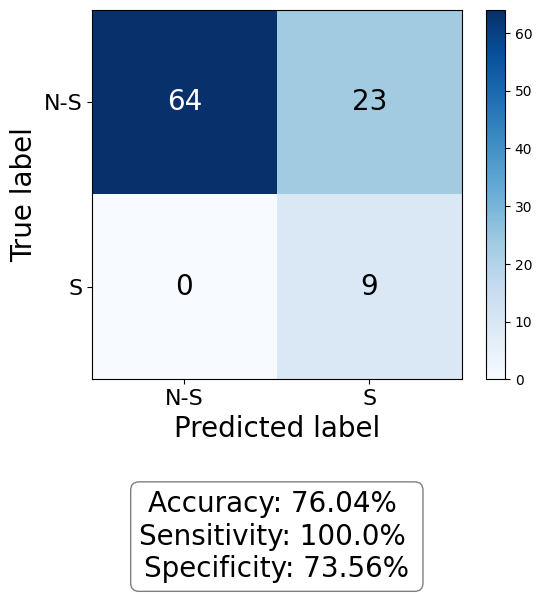 60
N-S
64
23
50
40
True label
30
20
S
0
9
10
0
N-S
S
Predicted label
Accuracy: 76.04%
Sensitivity: 100.0%
Specificity: 73.56%